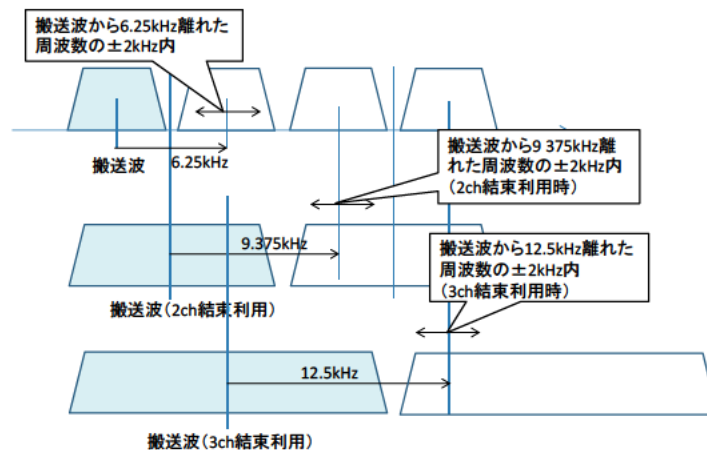 搬送波から6.25kHz離れた
周波数の±2kHz内
搬送波
6.25kHz
搬送波から9 375kHz離
れた周波数の±2kHz内
(2ch結束利用時)
9.375kHz
搬送波から12.5kHz離れた
周波数の±2kHz内
(3ch結束利用時)
搬送波(2ch結束利用)
12.5kHz
搬送波(3ch結束利用)